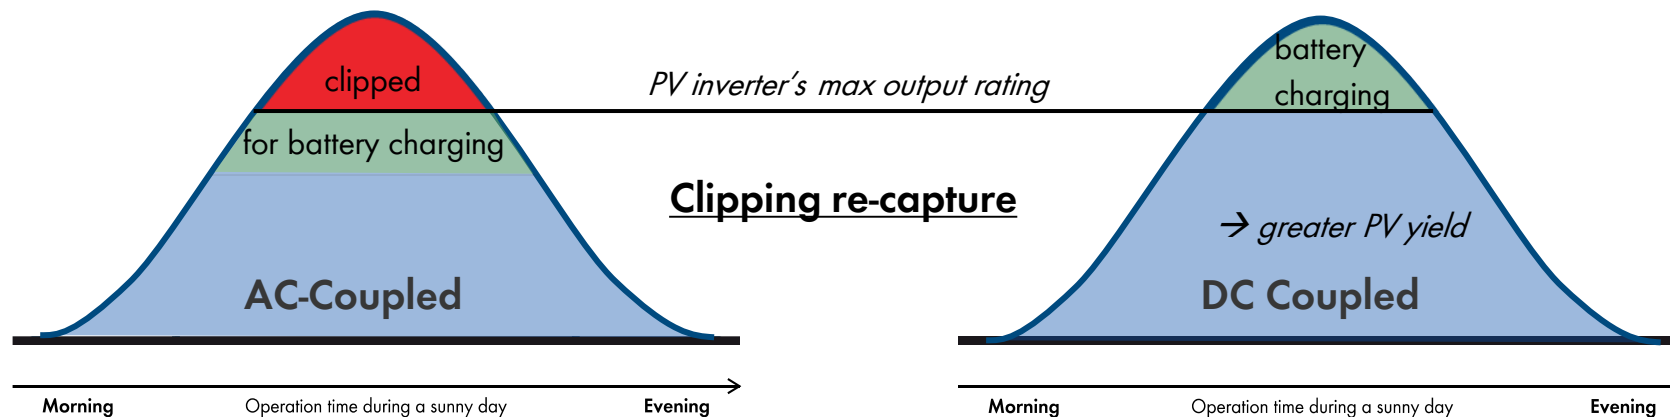 clipped
for battery charging
AC-Coupled
Morning
Operation time during a sunny day
Evening
PV inverter’s max output rating
Clipping re-capture
battery
charging
→ greater PV yield
DC Coupled
Morning
Operation time during a sunny day
Evening